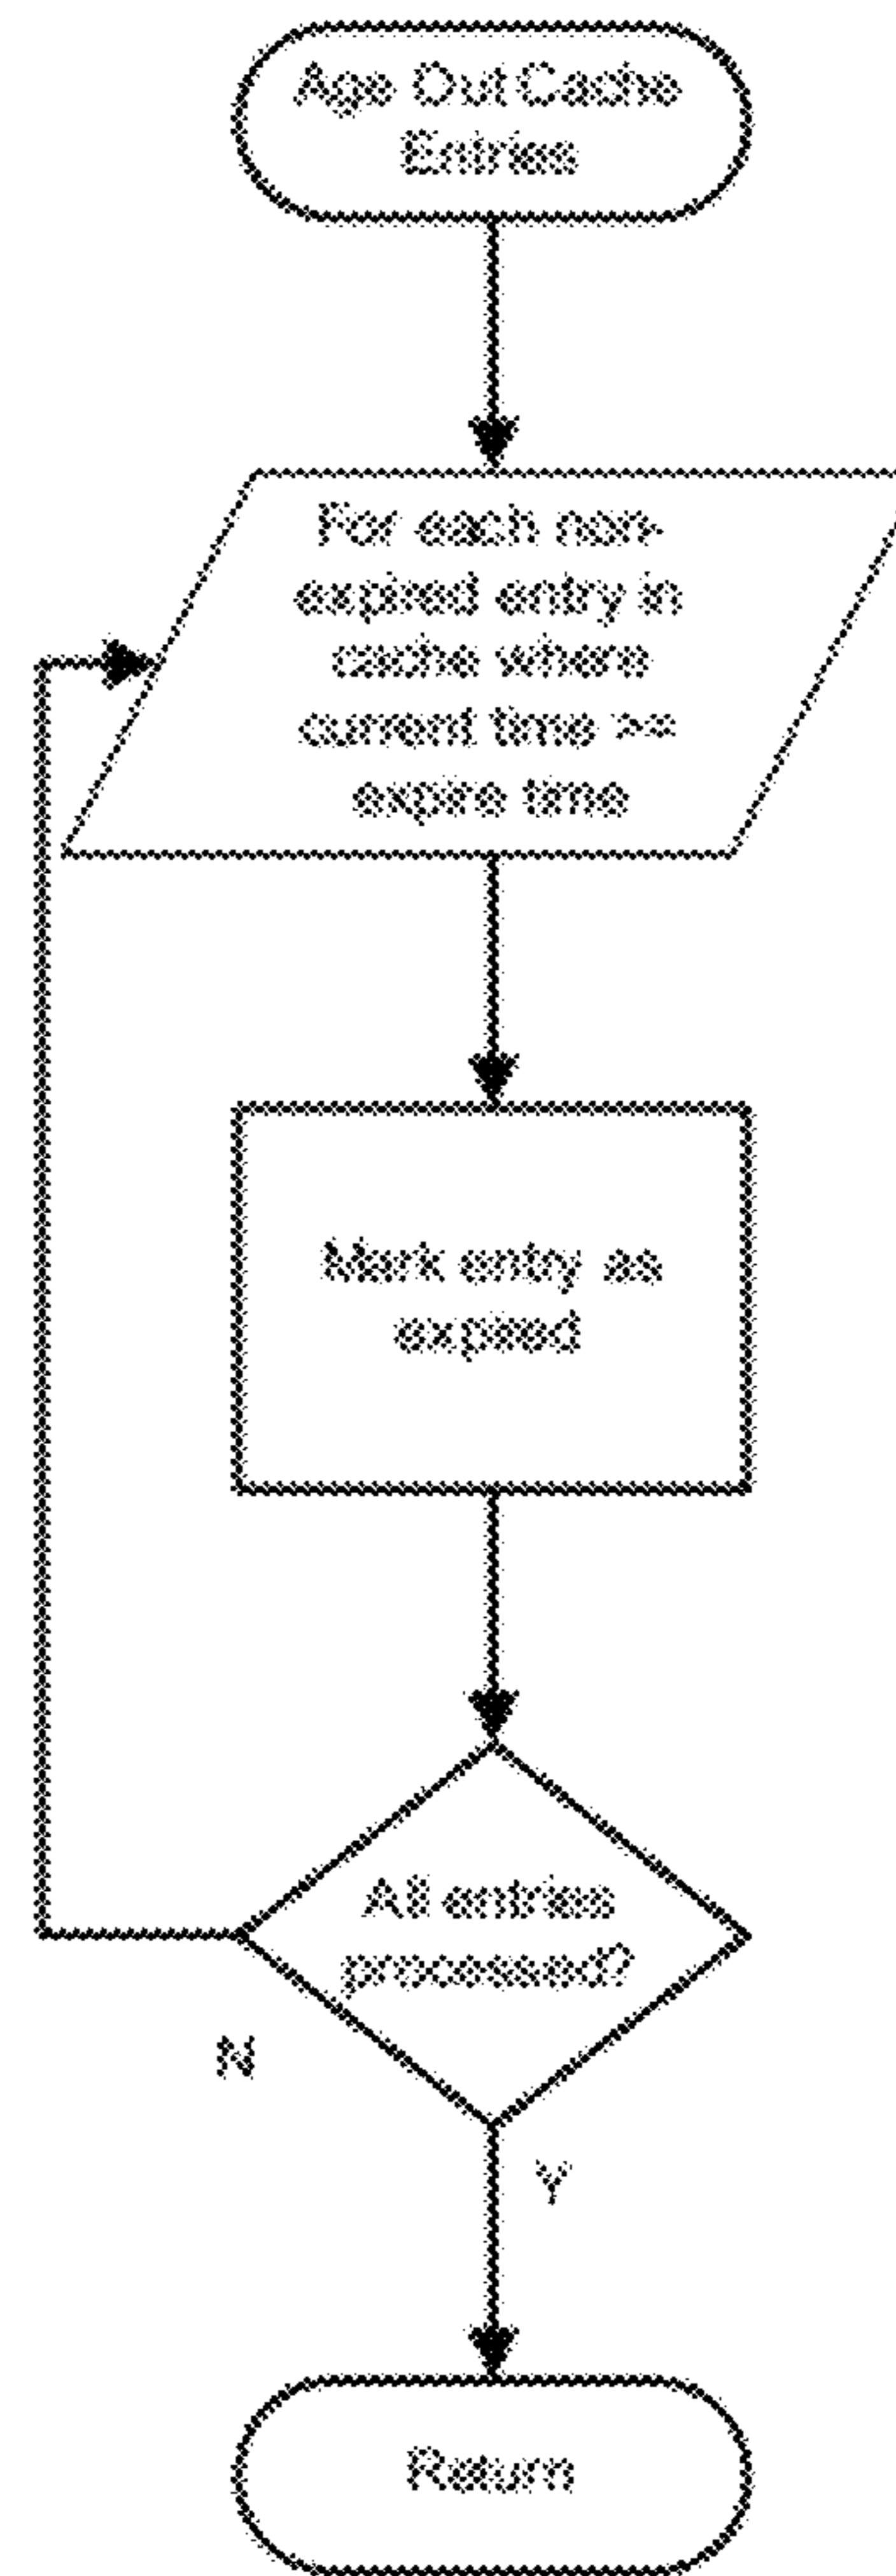 Age Out Cache
Entries
For each non-
expired entry in
cache where
current time >=
expire time
Mark entry as
expired
All entries
processed?
N
Y
Return